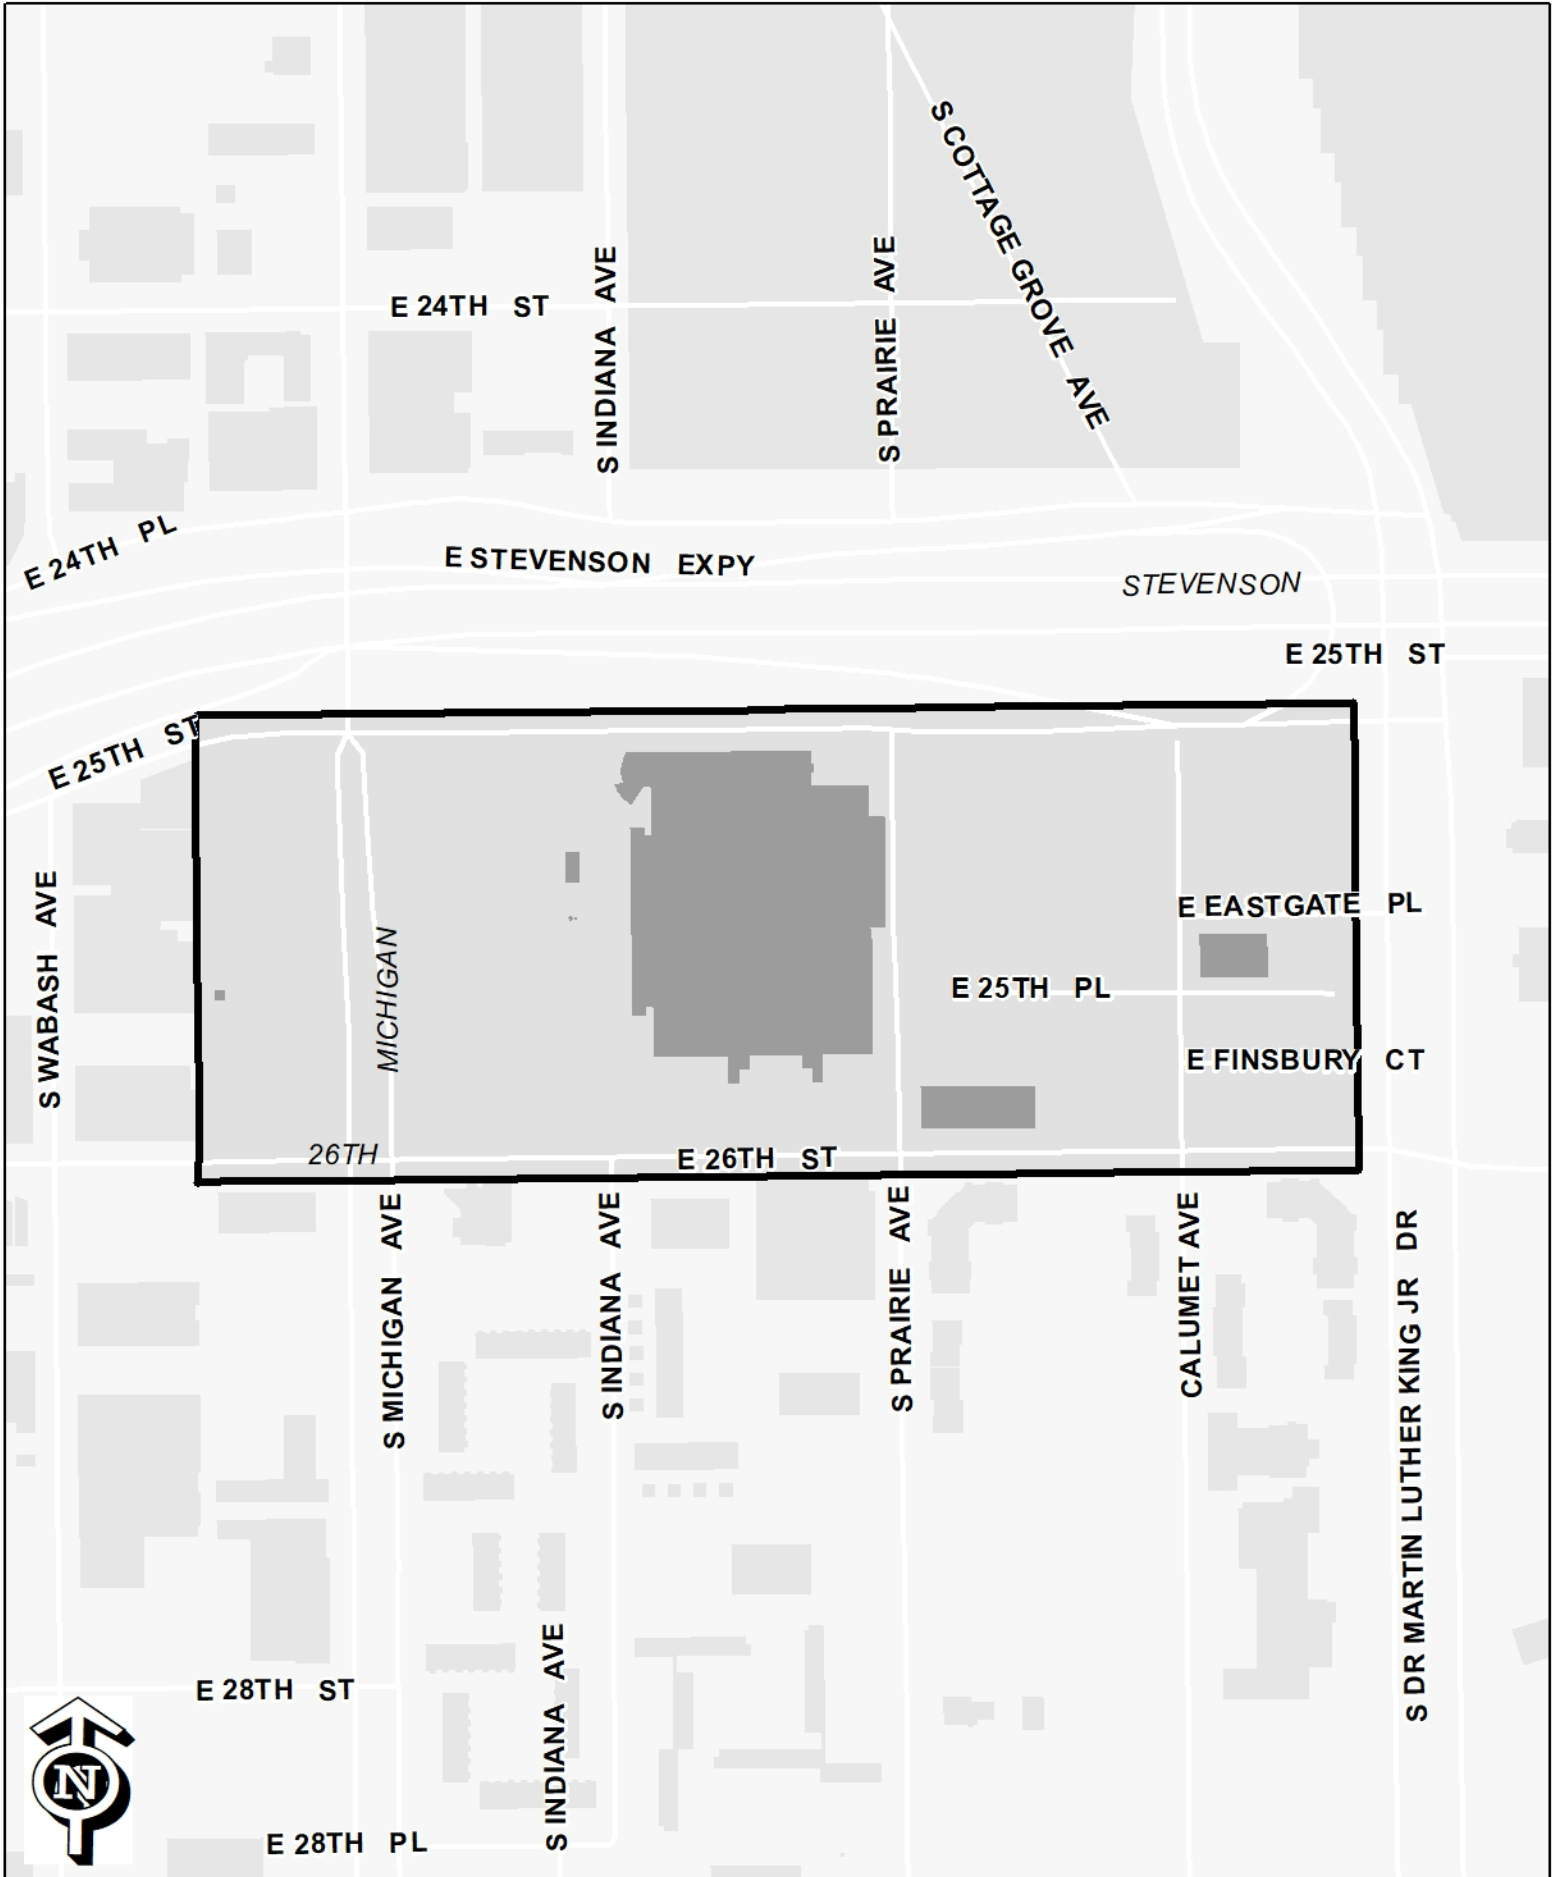 S COTTAGE GROVE AVE
S INDIANA AVE
S PRAIRIE AVE
E 24TH ST
E 24TH PL
E STEVENSON EXPY
STEVENSON
E 25TH ST
E 25TH ST
S WABASH AVE
MICHIGAN
E EASTGATE PL
E 25TH PL
E FINSBURY CT
26TH
E 26TH ST
S MICHIGAN AVE
S INDIANA AVE
S PRAIRIE AVE
CALUMET AVE
S DR MARTIN LUTHER KING JR DR
S INDIANA AVE
E 28TH ST
N
E 28TH PL